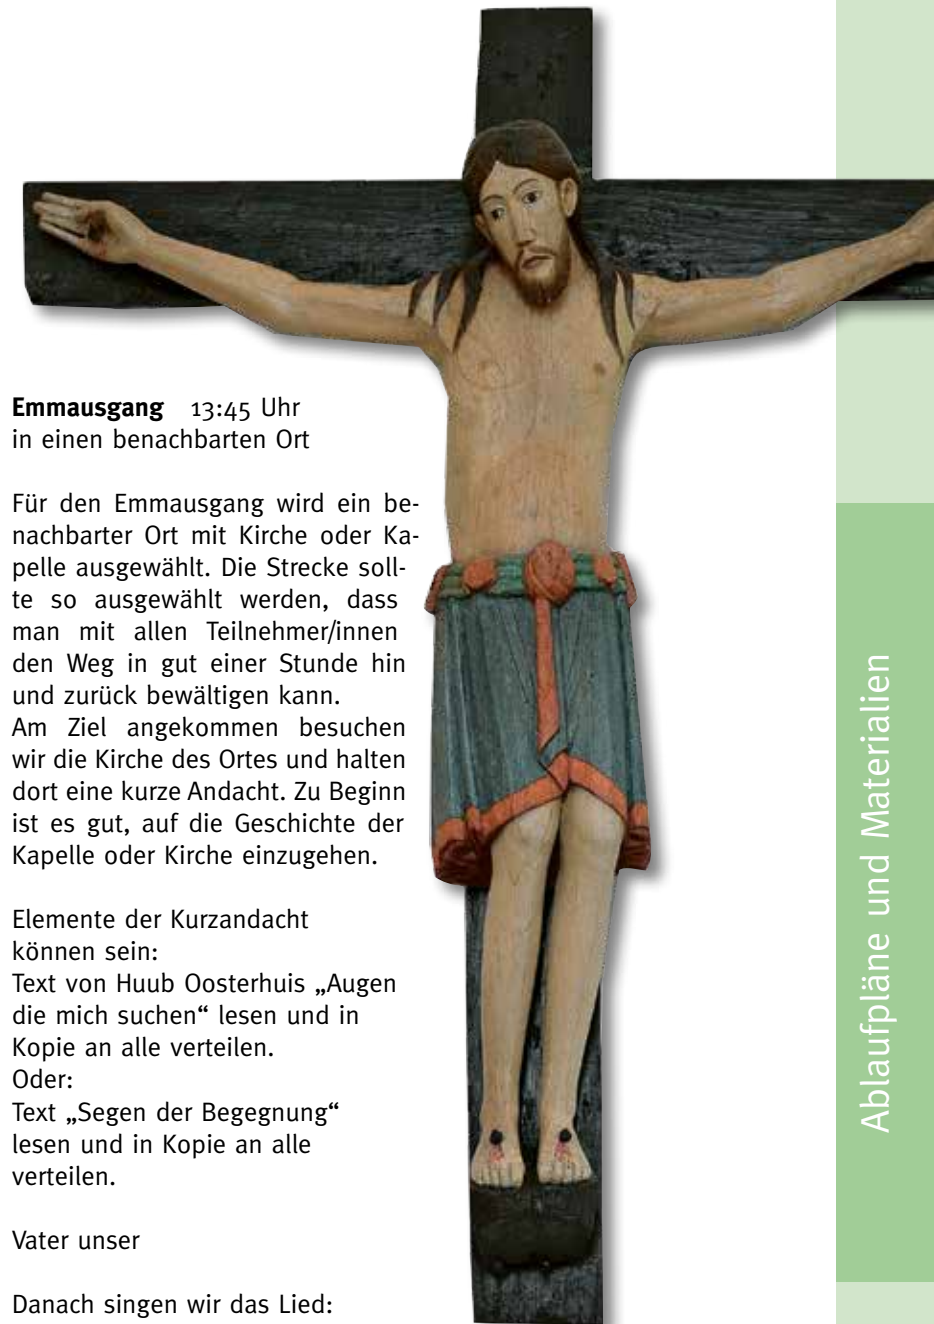 Emmausgang 13:45 Uhr
in einen benachbarten Ort
Für den Emmausgang wird ein be-
nachbarter Ort mit Kirche oder Ka-
pelle ausgewählt. Die Strecke soll-
te so ausgewählt werden, dass
man mit allen Teilnehmer/innen
den Weg in gut einer Stunde hin
und zurück bewältigen kann.
Am Ziel angekommen besuchen
wir die Kirche des Ortes und halten
dort eine kurze Andacht. Zu Beginn
ist es gut, auf die Geschichte der
Kapelle oder Kirche einzugehen.
Elemente der Kurzandacht
können sein:
Text von Huub Oosterhuis „Augen
die mich suchen“ lesen und in
Kopie an alle verteilen.
Oder:
Text „Segen der Begegnung“
lesen und in Kopie an alle
verteilen.
Vater unser
Danach singen wir das Lied:
Ablaufpläne und Materialien